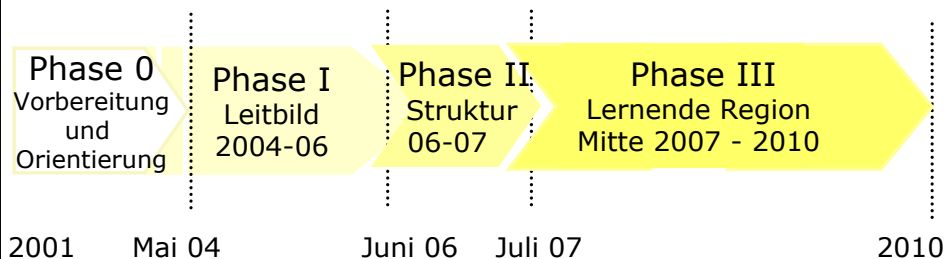 Phase 0
Vorbereitung
und
Orientierung
Phase I
Leitbild
2004-06
Phase II
Struktur
06-07
Phase III
Lernende Region
Mitte 2007 - 2010
2001 Mai 04 Juni 06 Juli 07 2010